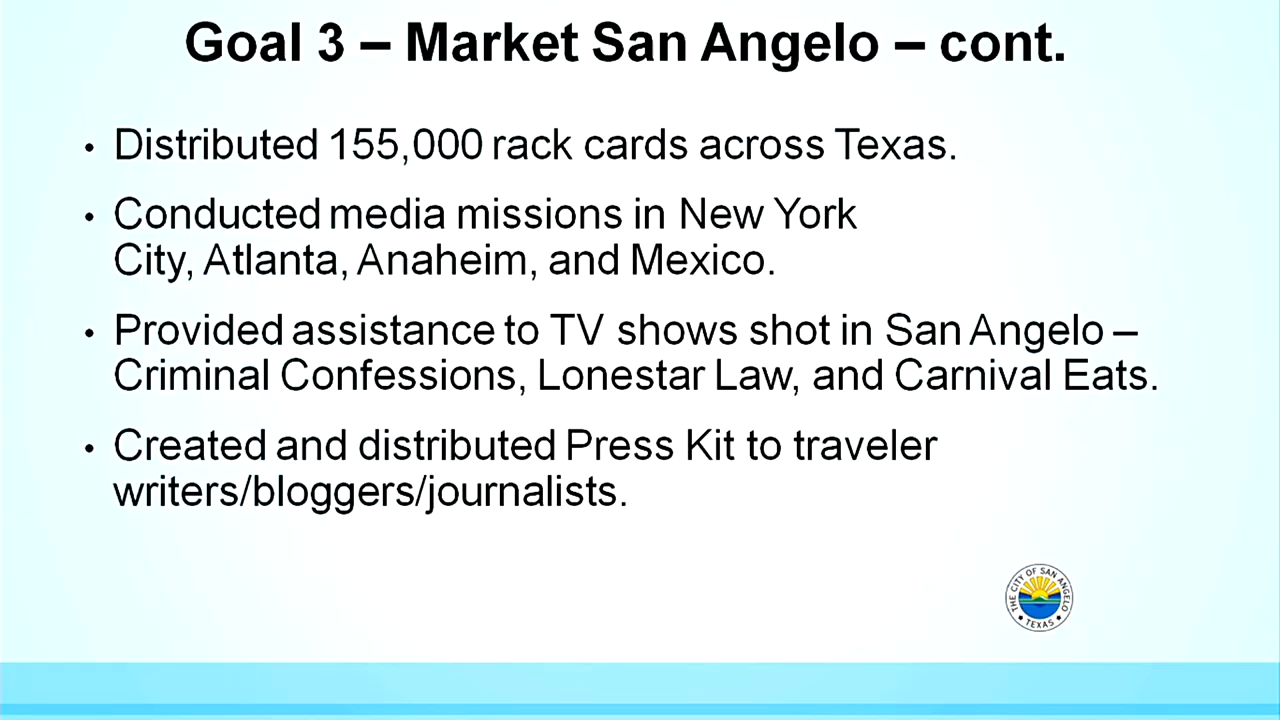 Goal 3 – Market San Angelo – cont.
• Distributed 155,000 rack cards across Texas.
• Conducted media missions in New York
City, Atlanta, Anaheim, and Mexico.
• Provided assistance to TV shows shot in San Angelo –
Criminal Confessions, Lonestar Law, and Carnival Eats.
• Created and distributed Press Kit to traveler
writers/bloggers/journalists.
THE CITY OF SAN ANGELO
TEXAS